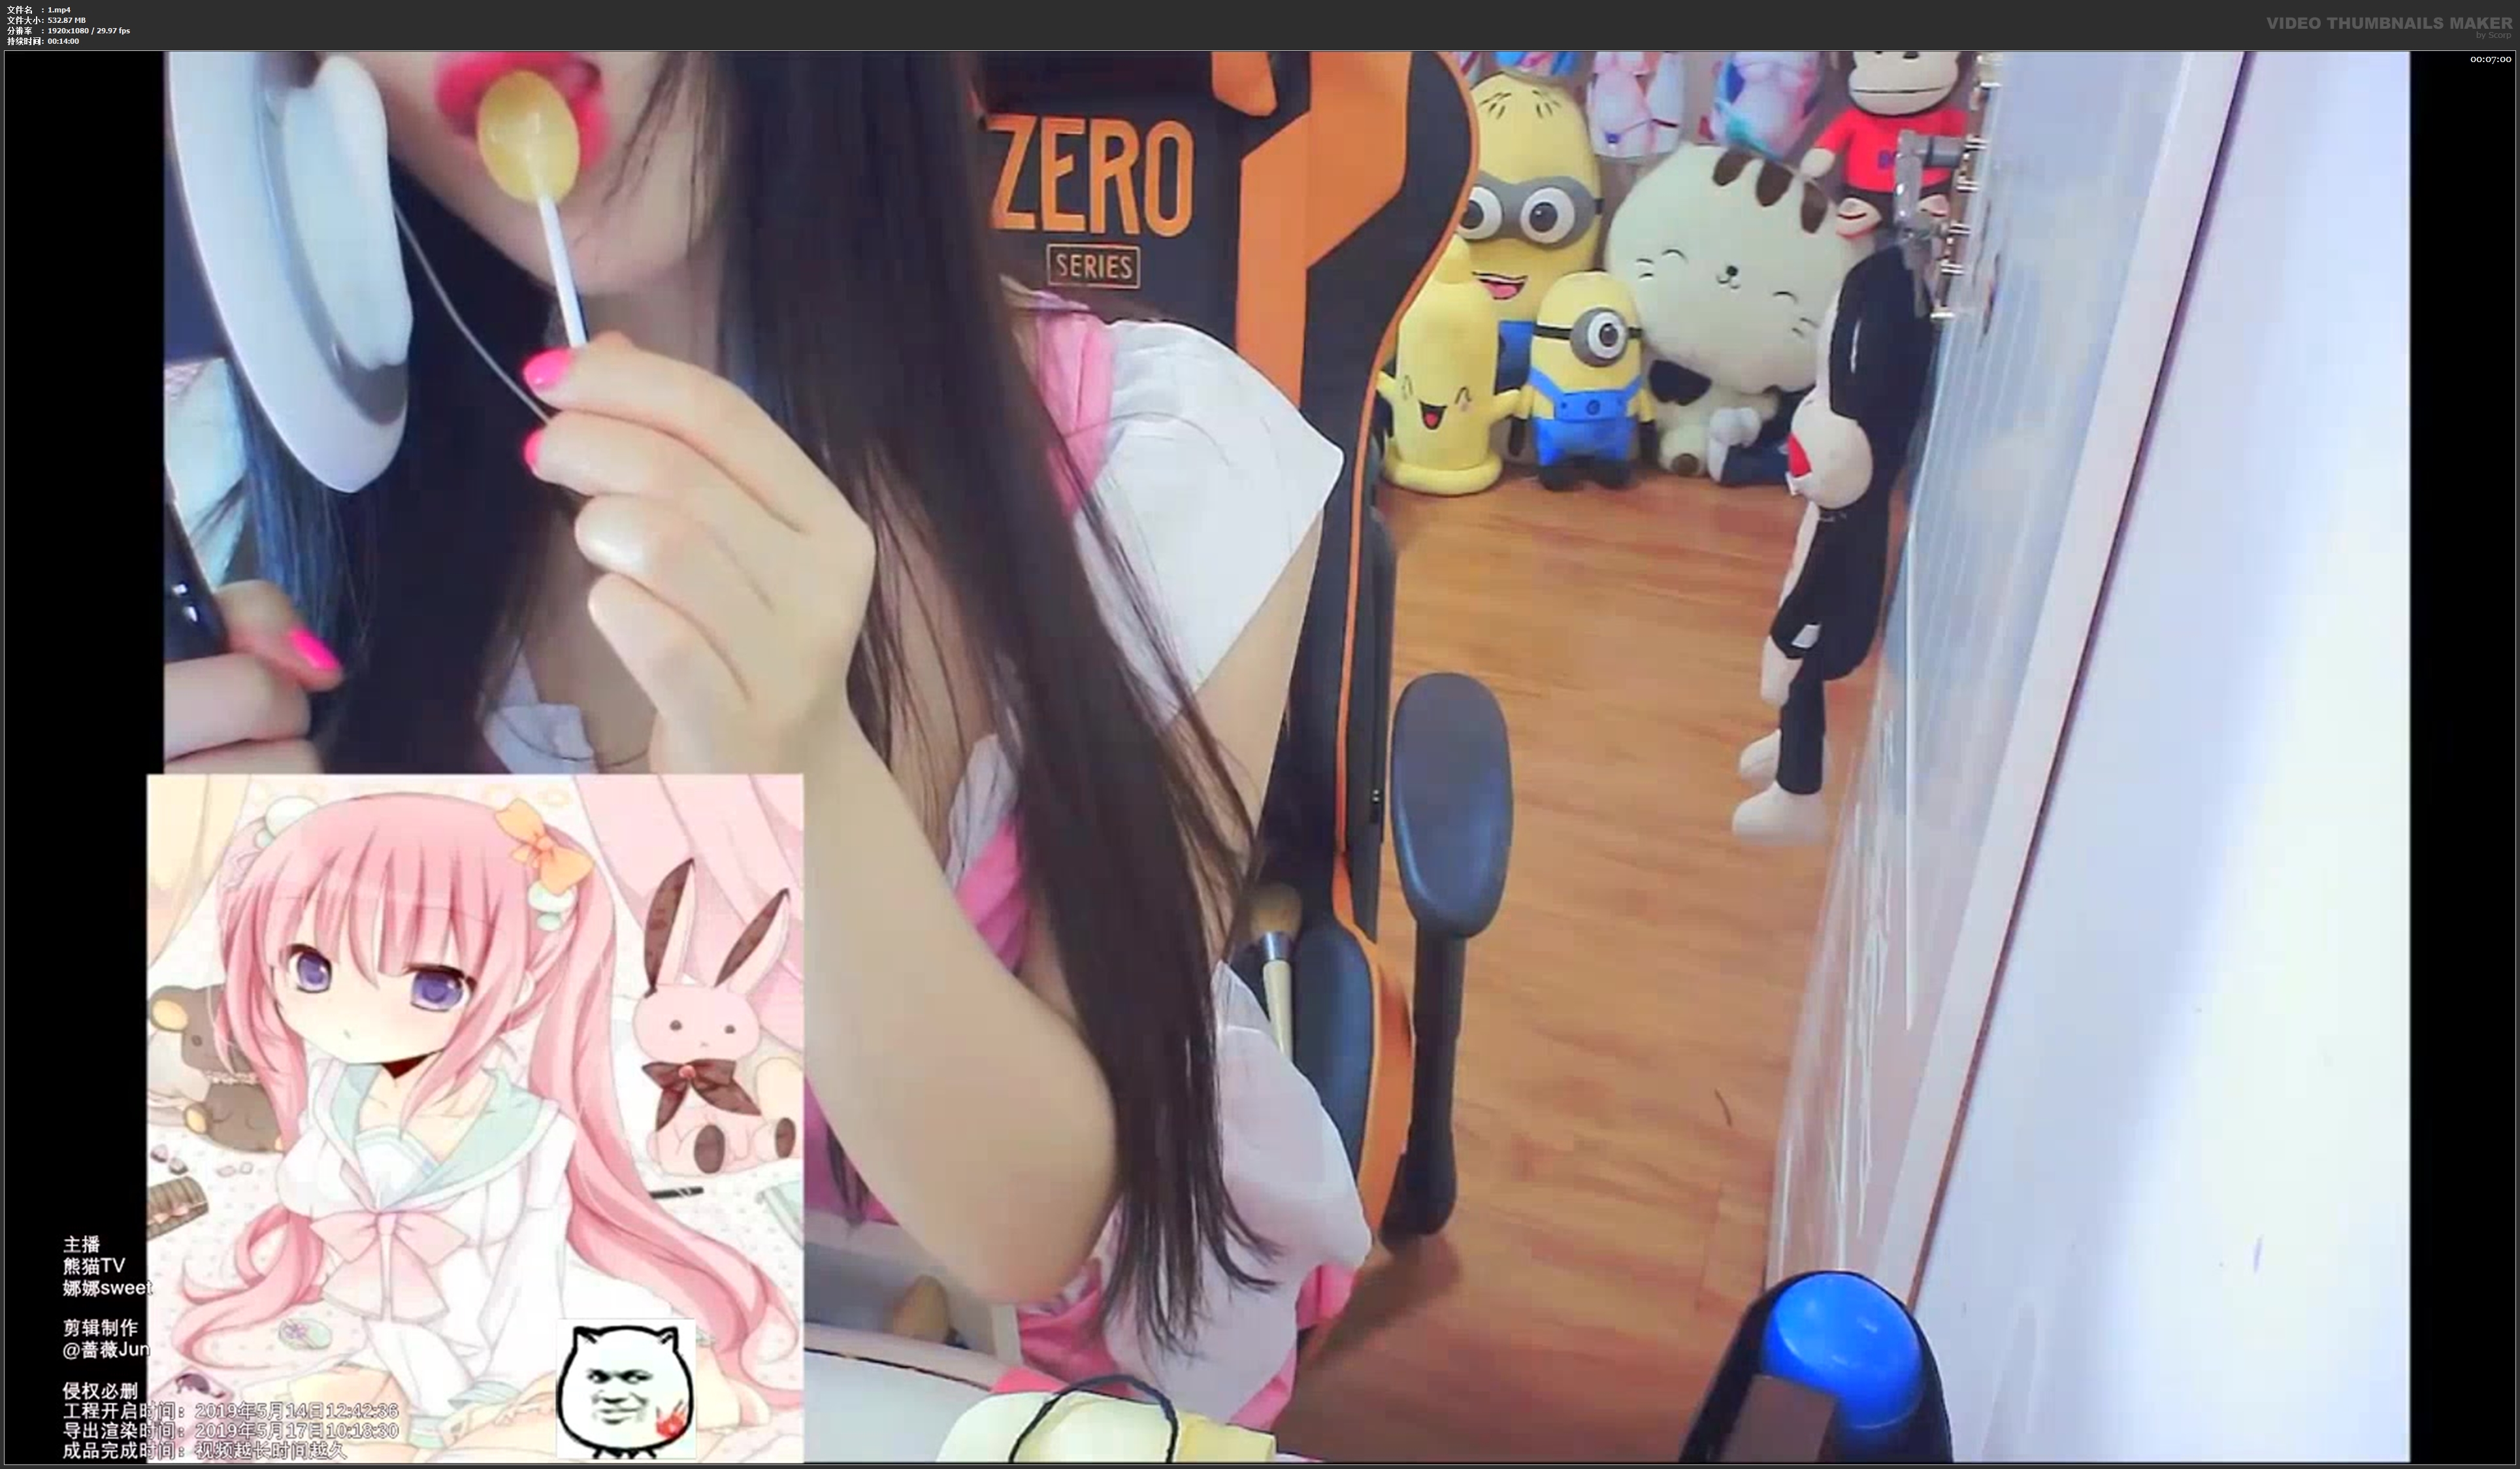 文件名 : 1.mp4
文件大小: 532.87 MB
分辨率 : 1920x1080 / 29.97 fps
持续时间: 00:14:00
VIDEO THUMBNAILS MAKER
by Scorp
00:07:00
ZERO
SERIES
主播
熊猫TV
娜娜sweet
剪辑制作
@蔷薇Jun
侵权必删
工程开启时间：2019年5月14日12:42:36
导出渲染时间：2019年5月17日10:18:30
成品完成时间：视频越长时间越久